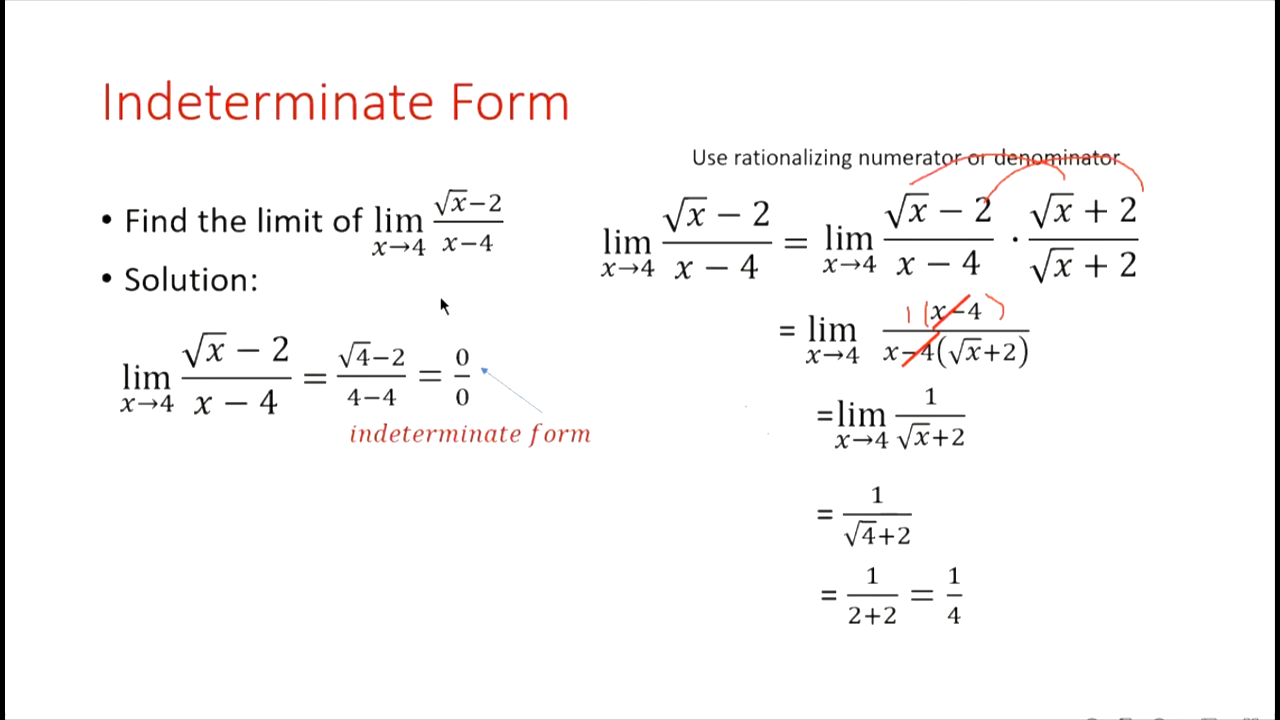 Indeterminate Form
• Find the limit of lim x→4 (√x−2)/(x−4)
• Solution:
lim x→4 (√x − 2)/(x − 4) = (√4−2)/(4−4) = 0/0
indeterminate form
Use rationalizing numerator or denominator
lim x→4 (√x − 2)/(x − 4) = lim x→4 (√x − 2)/(x − 4) · (√x + 2)/(√x + 2)
= lim x→4 1(x−4)/(x−4(√x+2))
=lim x→4 1/(√x+2)
= 1/(√4+2)
= 1/(2+2) = 1/4